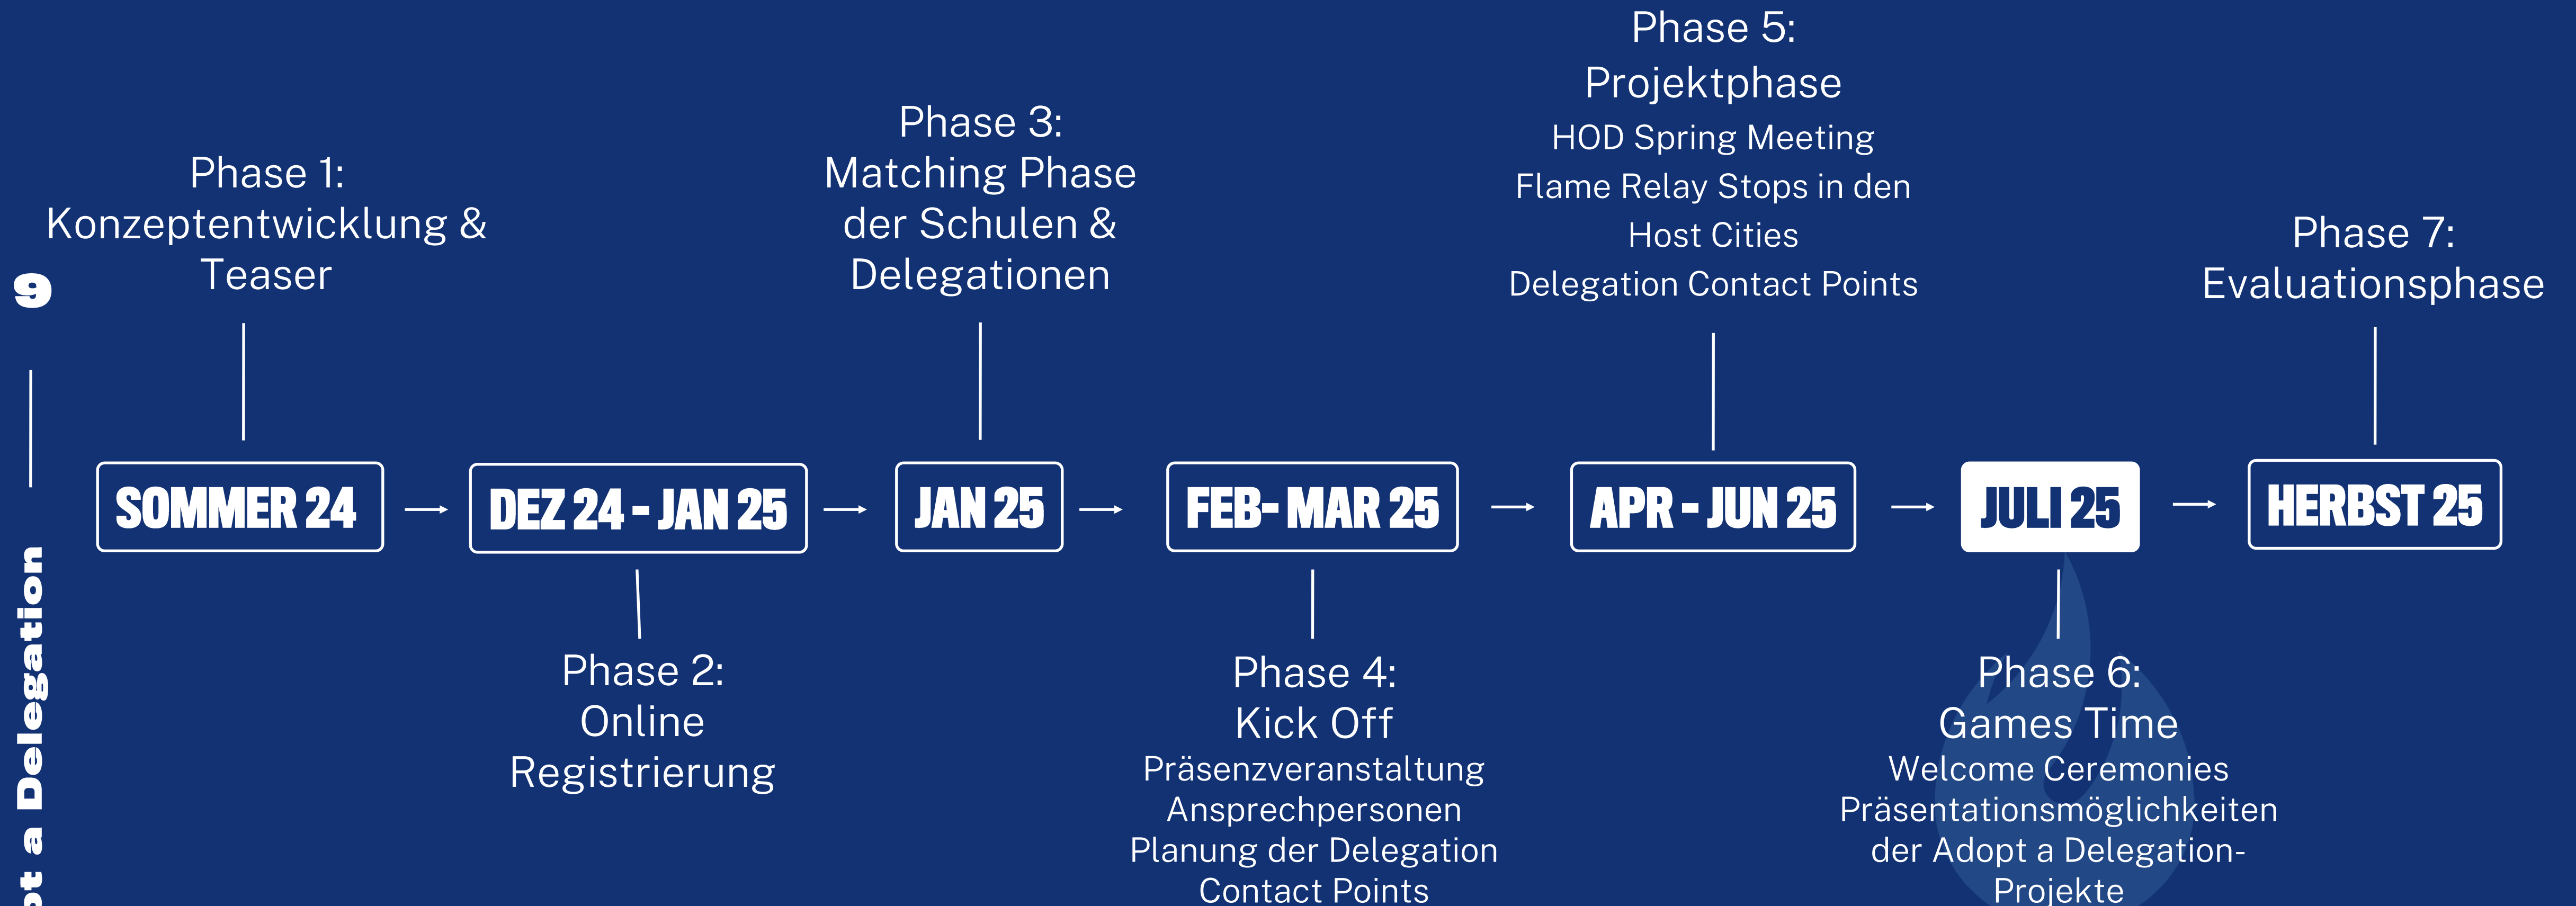 Phase 1:
Konzeptentwicklung &
Teaser
Phase 3:
Matching Phase
der Schulen &
Delegationen
Phase 5:
Projektphase
HOD Spring Meeting
Flame Relay Stops in den
Host Cities
Delegation Contact Points
Phase 7:
Evaluationsphase
SOMMER 24
DEZ 24 - JAN 25
JAN 25
FEB- MAR 25
APR - JUN 25
JULI 25
HERBST 25
Phase 2:
Online
Registrierung
Phase 4:
Kick Off
Präsenzveranstaltung
Ansprechpersonen
Planung der Delegation
Contact Points
Phase 6:
Games Time
Welcome Ceremonies
Präsentationsmöglichkeiten
der Adopt a Delegation-
Projekte
a Delegation 9